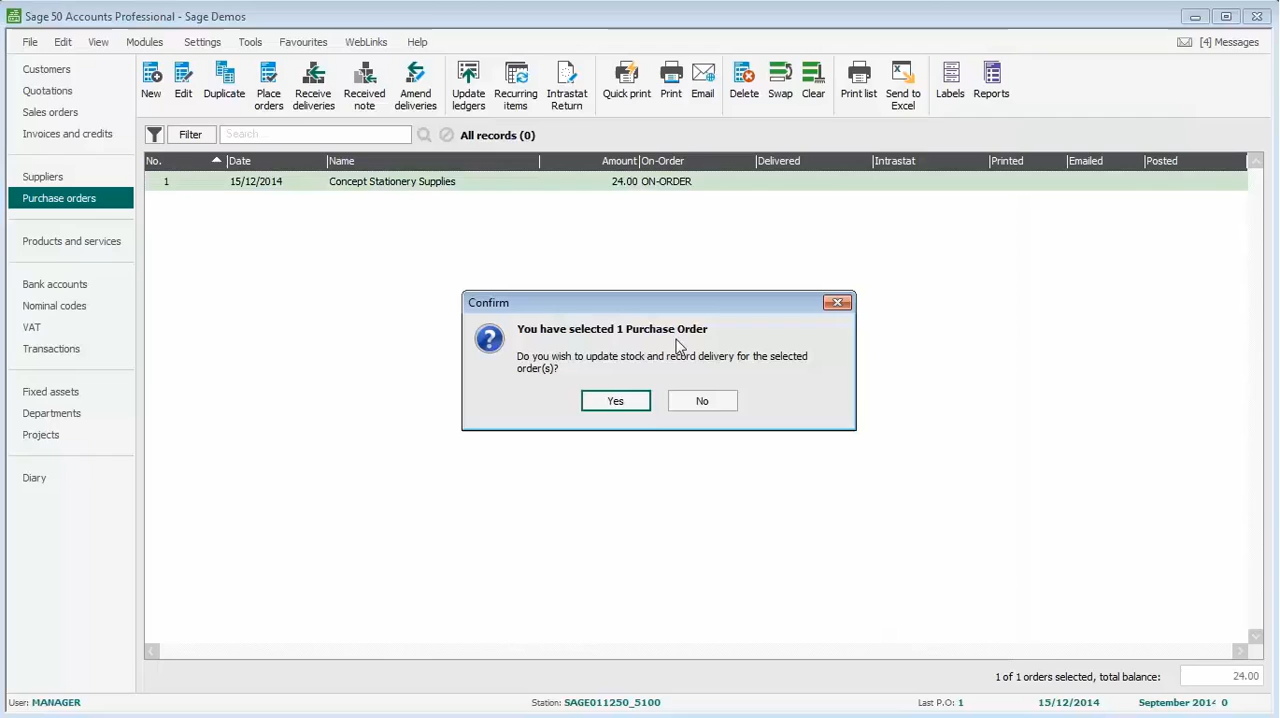 Sage 50 Accounts Professional - Sage Demos
File Edit View Modules Settings Tools Favourites WebLinks Help [4] Messages
Customers
Quotations
Sales orders
Invoices and credits
Suppliers
Purchase orders
Products and services
Bank accounts
Nominal codes
VAT
Transactions
Fixed assets
Departments
Projects
Diary
New
Edit
Duplicate
Place
orders
Receive
deliveries
Received
note
Amend
deliveries
Update
ledgers
Recurring
items
Intrastat
Return
Quick print
Print
Email
Delete
Swap
Clear
Print list
Send to
Excel
Labels
Reports
Filter Search ... All records (0)
No. Date Name Amount On-Order Delivered Intrastat Printed Emailed Posted
1 15/12/2014 Concept Stationery Supplies 24.00 ON-ORDER
Confirm
You have selected 1 Purchase Order
Do you wish to update stock and record delivery for the selected
order(s)?
Yes No
1 of 1 orders selected, total balance: 24.00
User: MANAGER Station: SAGE011250_5100 Last P.O: 1 15/12/2014 September 2014 0